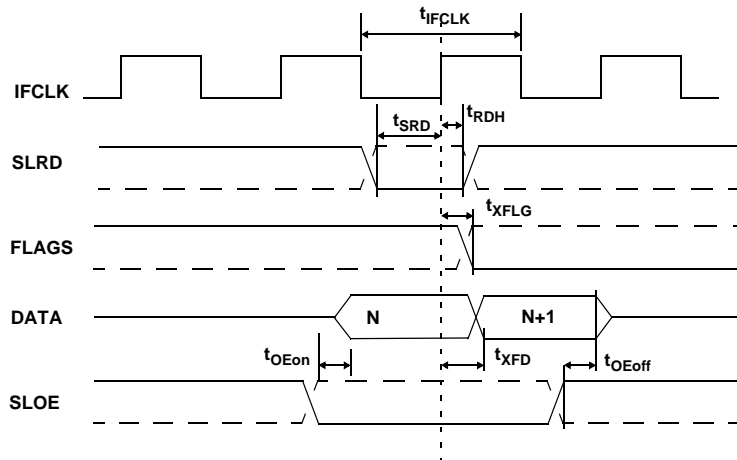 tIFCLK
IFCLK
tSRD
tRDH
SLRD
tXFLG
FLAGS
DATA
N
N+1
tOEon
tXFD
tOEoff
SLOE